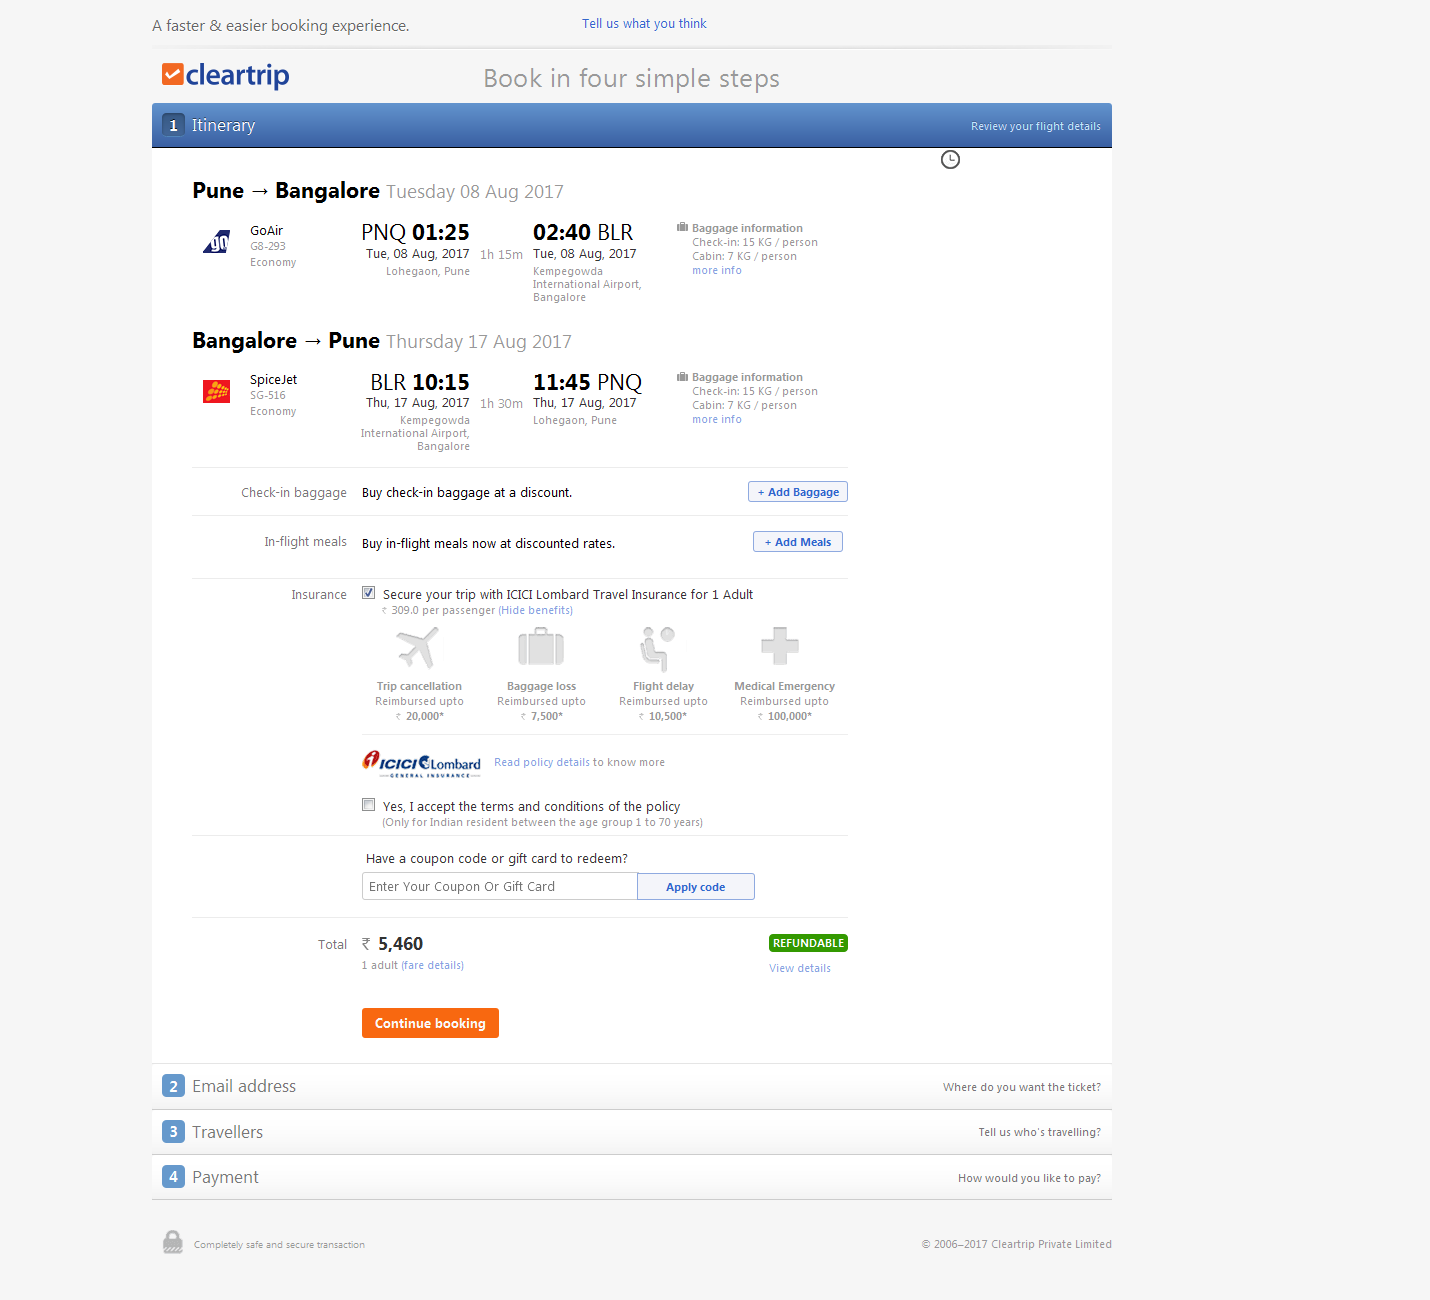 A faster & easier booking experience.
Tell us what you think
cleartrip
Book in four simple steps
1 Itinerary
Review your flight details
Pune → Bangalore Tuesday 08 Aug 2017
go
GoAir
G8-293
Economy
PNQ 01:25
Tue, 08 Aug, 2017
Lohegaon, Pune
1h 15m
02:40 BLR
Tue, 08 Aug, 2017
Kempegowda
International Airport,
Bangalore
Baggage information
Check-in: 15 KG / person
Cabin: 7 KG / person
more info
Bangalore → Pune Thursday 17 Aug 2017
SpiceJet
SG-516
Economy
BLR 10:15
Thu, 17 Aug, 2017
Kempegowda
International Airport,
Bangalore
1h 30m
11:45 PNQ
Thu, 17 Aug, 2017
Lohegaon, Pune
Baggage information
Check-in: 15 KG / person
Cabin: 7 KG / person
more info
Check-in baggage
Buy check-in baggage at a discount.
+ Add Baggage
In-flight meals
Buy in-flight meals now at discounted rates.
+ Add Meals
Insurance
Secure your trip with ICICI Lombard Travel Insurance for 1 Adult
₹ 309.0 per passenger (Hide benefits)
Trip cancellation
Reimbursed upto
₹ 20,000*
Baggage loss
Reimbursed upto
₹ 7,500*
Flight delay
Reimbursed upto
₹ 10,500*
Medical Emergency
Reimbursed upto
₹ 100,000*
ICICI Lombard
GENERAL INSURANCE
Read policy details to know more
Yes, I accept the terms and conditions of the policy
(Only for Indian resident between the age group 1 to 70 years)
Have a coupon code or gift card to redeem?
Enter Your Coupon Or Gift Card
Apply code
Total
₹ 5,460
1 adult (fare details)
REFUNDABLE
View details
Continue booking
2 Email address
Where do you want the ticket?
3 Travellers
Tell us who's travelling?
4 Payment
How would you like to pay?
Completely safe and secure transaction
© 2006–2017 Cleartrip Private Limited